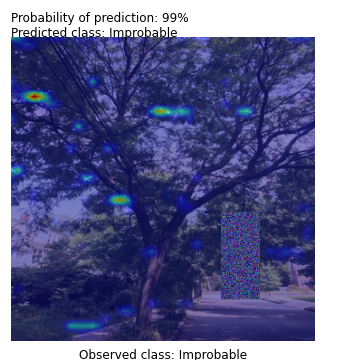 Probability of prediction: 99%
Predicted class: Improbable
Observed class: Improbable